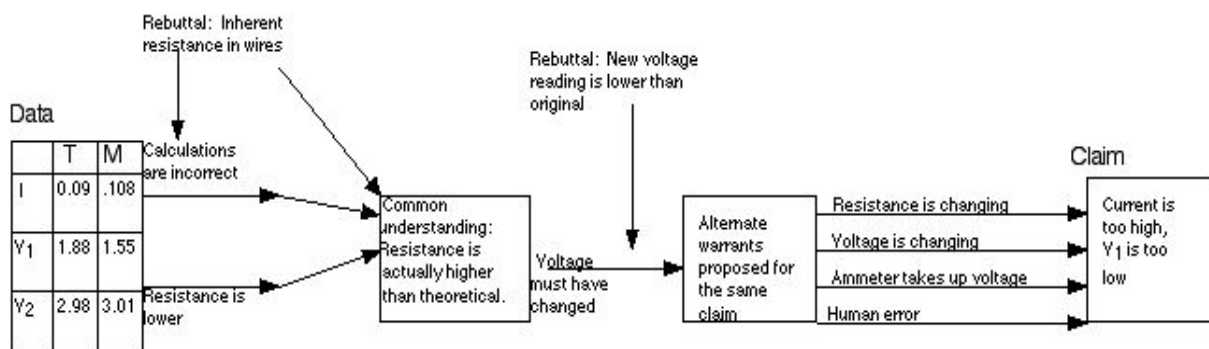 Rebuttal: Inherent
resistance in wires
Rebuttal: New voltage
reading is lower than
original
Data
T M
I 0.09 .108
Y1 1.88 1.55
Y2 2.98 3.01
Calculations
are incorrect
Resistance is
lower
Common
understanding:
Resistance is
actually higher
than theoretical.
Voltage
must have
changed
Alternate
warrants
proposed for
the same
claim
Resistance is changing
Voltage is changing
Ammeter takes up voltage
Human error
Claim
Current is
too high,
Y1 is too
low